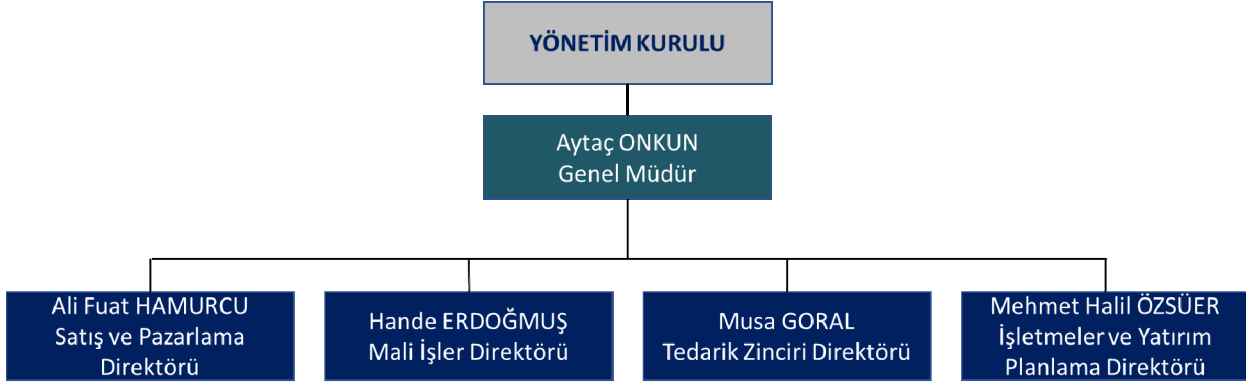 YÖNETİM KURULU
Aytaç ONKUN
Genel Müdür
Ali Fuat HAMURCU
Satış ve Pazarlama
Direktörü
Hande ERDOĞMUŞ
Mali İşler Direktörü
Musa GORAL
Tedarik Zinciri Direktörü
Mehmet Halil ÖZSÜER
İşletmeler ve Yatırım
Planlama Direktörü